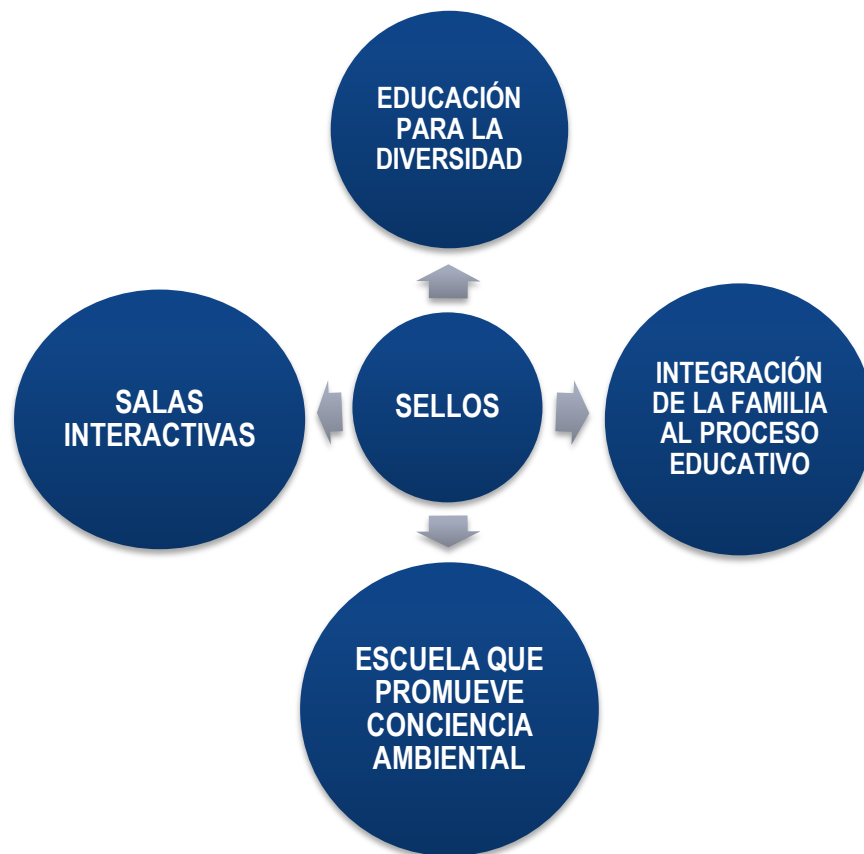 EDUCACIÓN
PARA LA
DIVERSIDAD
SALAS
INTERACTIVAS
SELLOS
INTEGRACIÓN
DE LA FAMILIA
AL PROCESO
EDUCATIVO
ESCUELA QUE
PROMUEVE
CONCIENCIA
AMBIENTAL